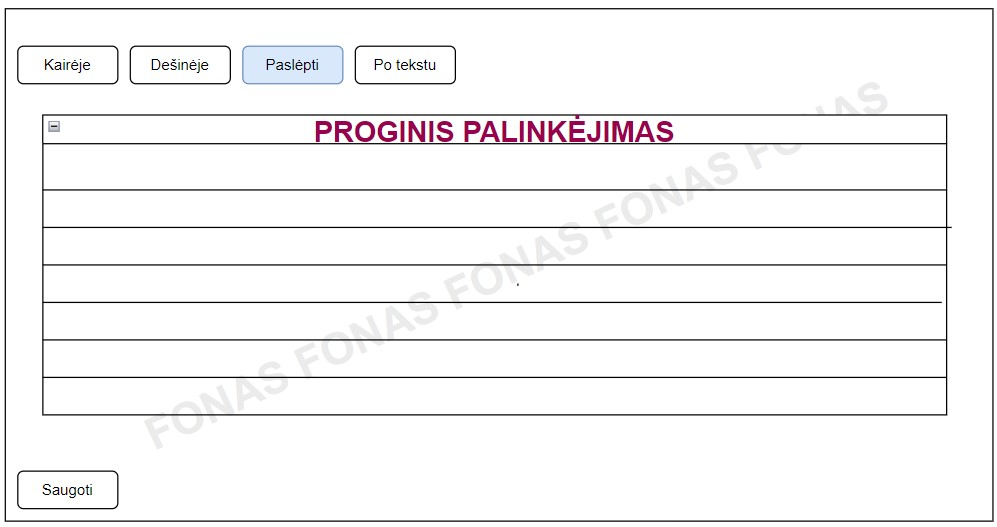 Kairėje
Dešinėje
Paslėpti
Po tekstu
PROGINIS PALINKĖJIMAS
FONAS FONAS FONAS FONAS FONAS
Saugoti